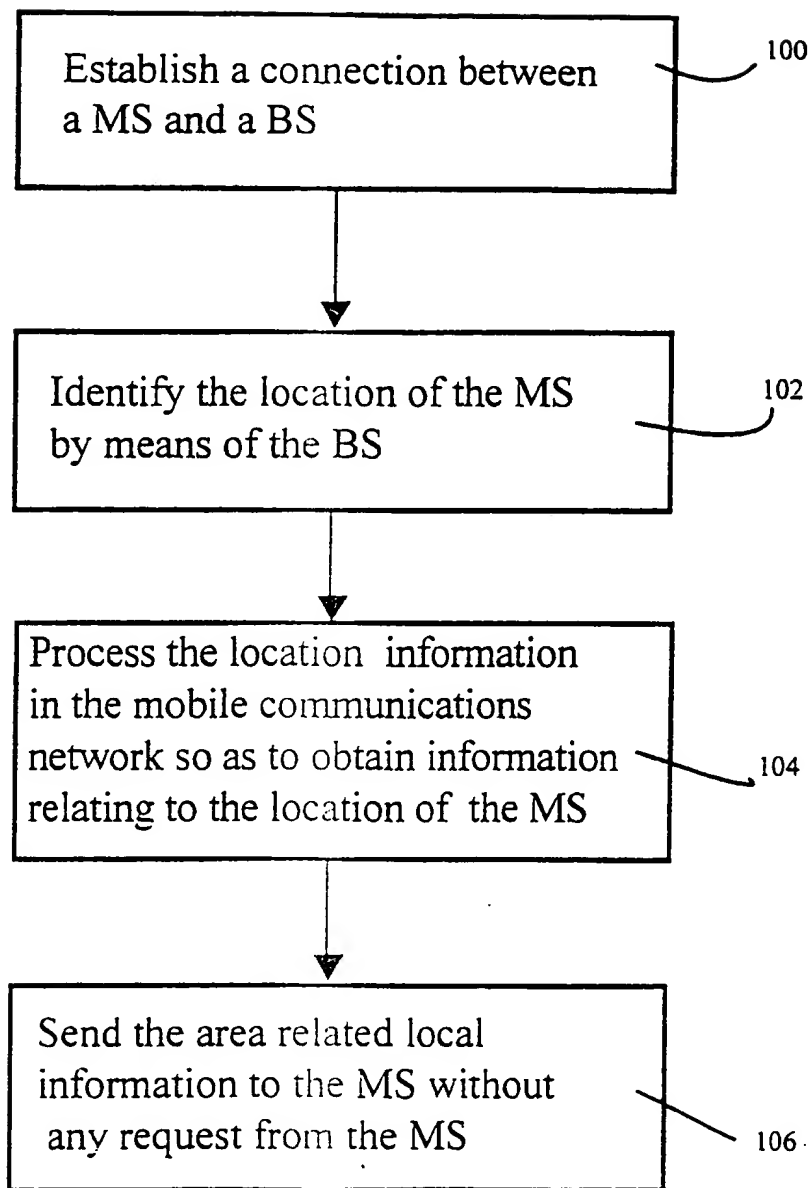 Establish a connection between
a MS and a BS
100
Identify the location of the MS
by means of the BS
102
Process the location information
in the mobile communications
network so as to obtain information
relating to the location of the MS
104
Send the area related local
information to the MS without
any request from the MS
106